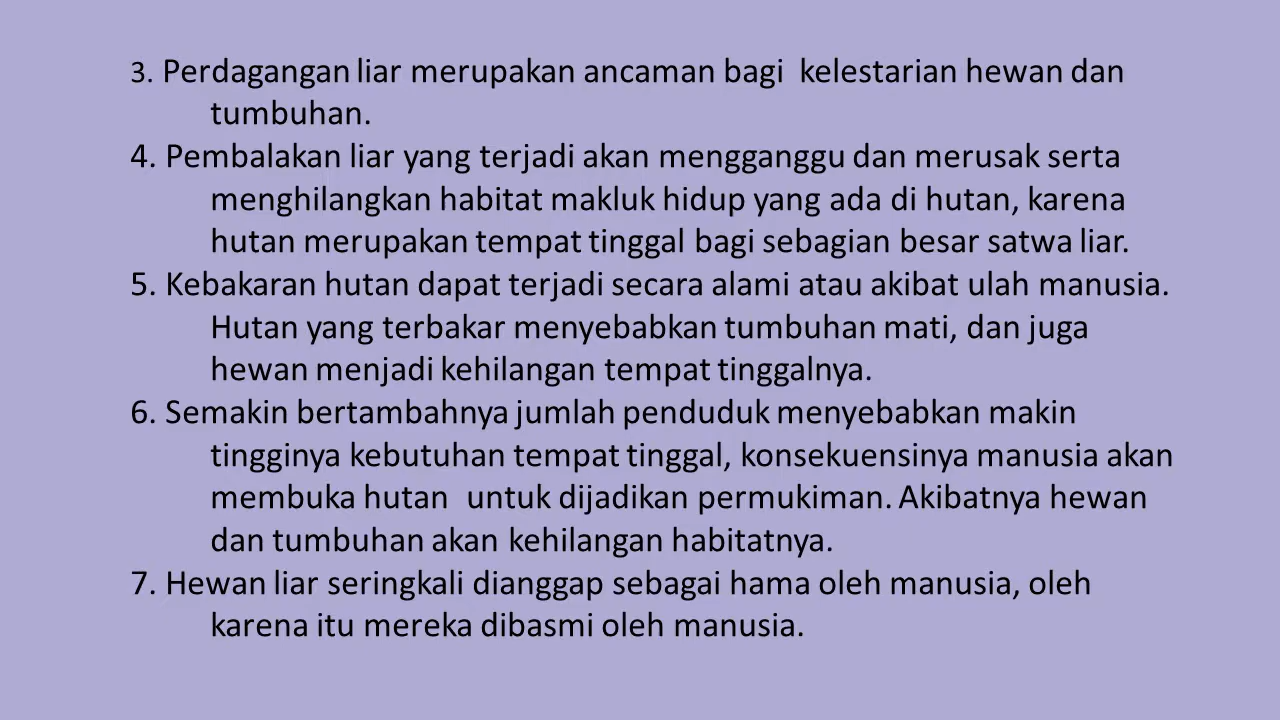 3. Perdagangan liar merupakan ancaman bagi kelestarian hewan dan
tumbuhan.
4. Pembalakan liar yang terjadi akan mengganggu dan merusak serta
menghilangkan habitat makluk hidup yang ada di hutan, karena
hutan merupakan tempat tinggal bagi sebagian besar satwa liar.
5. Kebakaran hutan dapat terjadi secara alami atau akibat ulah manusia.
Hutan yang terbakar menyebabkan tumbuhan mati, dan juga
hewan menjadi kehilangan tempat tinggalnya.
6. Semakin bertambahnya jumlah penduduk menyebabkan makin
tingginya kebutuhan tempat tinggal, konsekuensinya manusia akan
membuka hutan untuk dijadikan permukiman. Akibatnya hewan
dan tumbuhan akan kehilangan habitatnya.
7. Hewan liar seringkali dianggap sebagai hama oleh manusia, oleh
karena itu mereka dibasmi oleh manusia.